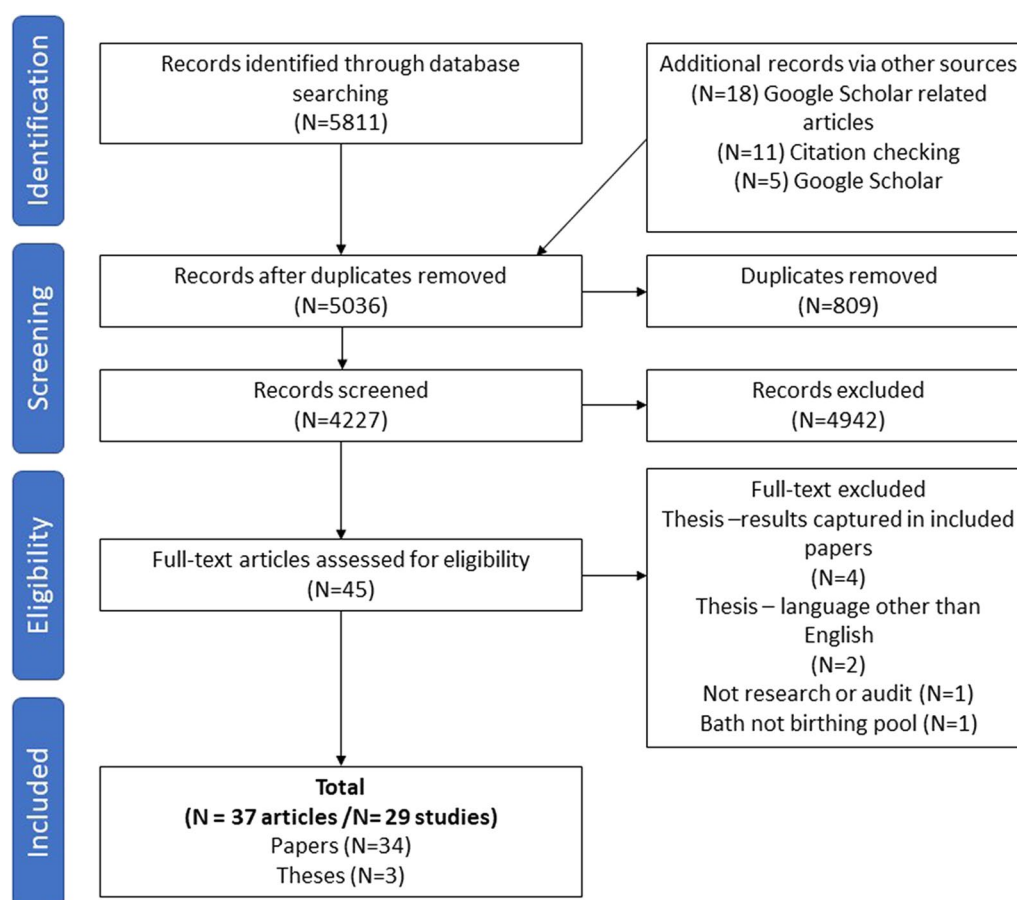 Identification
Records identified through database
searching
(N=5811)
Additional records via other sources
(N=18) Google Scholar related
articles
(N=11) Citation checking
(N=5) Google Scholar
Screening
Records after duplicates removed
(N=5036)
Duplicates removed
(N=809)
Records screened
(N=4227)
Records excluded
N=4942)
Eligibility
Full-text articles assessed for eligibility
(N=45)
Full-text excluded
Thesis –results captured in included
papers
(N=4)
Thesis – language other than
English
(N=2)
Not research or audit (N=1)
Bath not birthing pool (N=1)
Included
Total
(N = 37 articles /N= 29 studies)
Papers (N=34)
Theses (N=3)